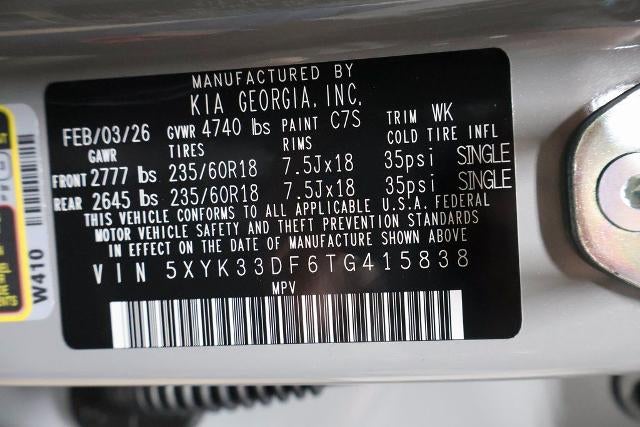 MANUFACTURED BY
KIA GEORGIA, INC.
FEB/03/26 GVWR 4740 lbs PAINT C7S TRIM WK
GAWR TIRES RIMS COLD TIRE INFL
FRONT 2777 lbs 235/60R18 7.5Jx18 35psi SINGLE
REAR 2645 lbs 235/60R18 7.5Jx18 35psi SINGLE
THIS VEHICLE CONFORMS TO ALL APPLICABLE U.S.A. FEDERAL
MOTOR VEHICLE SAFETY AND THEFT PREVENTION STANDARDS
IN EFFECT ON THE DATE OF MANUFACTURE SHOWN ABOVE
VIN 5XYK33DF6TG415838
MPV
W410